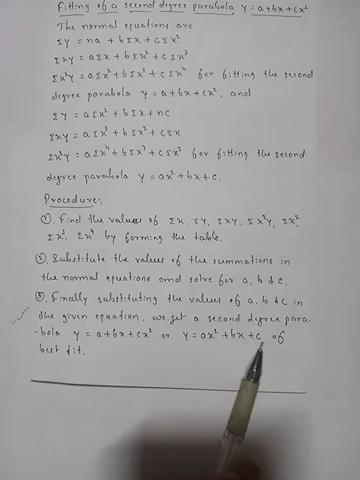 Fitting of a second degree parabola y = a+bx+cx²
The normal equations are
Σy = na + bΣx + cΣx²
Σxy = aΣx + bΣx² + cΣx³
Σx²y = aΣx² + bΣx³ + cΣx⁴ for fitting the second
degree parabola y = a+bx+cx², and
Σy = aΣx² + bΣx + nc
Σxy = aΣx³ + bΣx² + cΣx
Σx²y = aΣx⁴ + bΣx³ + cΣx² for fitting the second
degree parabola y = ax²+bx+c.
Procedure:
①. Find the values of Σx, Σy, Σxy, Σx²y, Σx²,
Σx³, Σx⁴ by forming the table.
②. Substitute the values of the summations in
the normal equations and solve for a, b & c.
③. Finally substituting the values of a, b & c in
the given equation, we get a second degree para-
-bola y = a+bx+cx² or y = ax²+bx+c of
best fit.